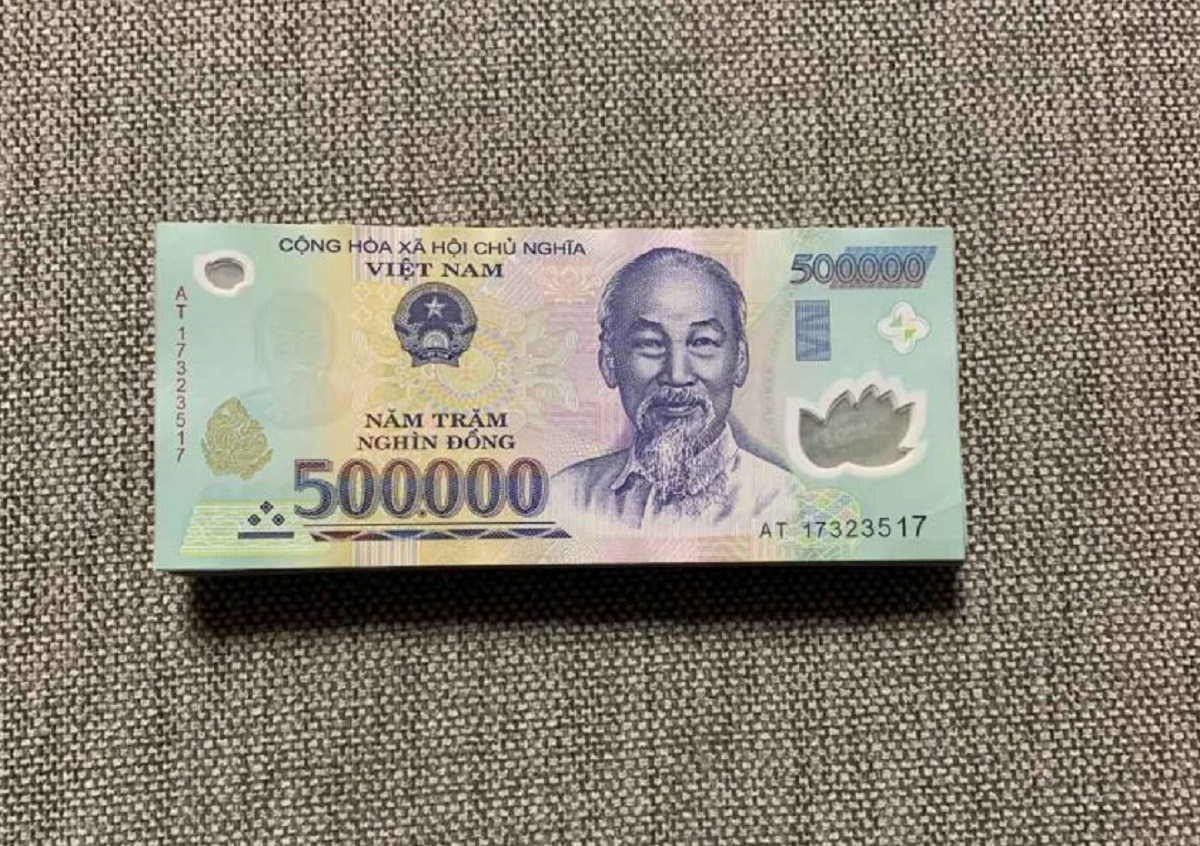 CỘNG HÒA XÃ HỘI CHỦ NGHĨA
VIỆT NAM
500000
AT 17323517
NĂM TRĂM
NGHÌN ĐỒNG
500.000
AT 17323517